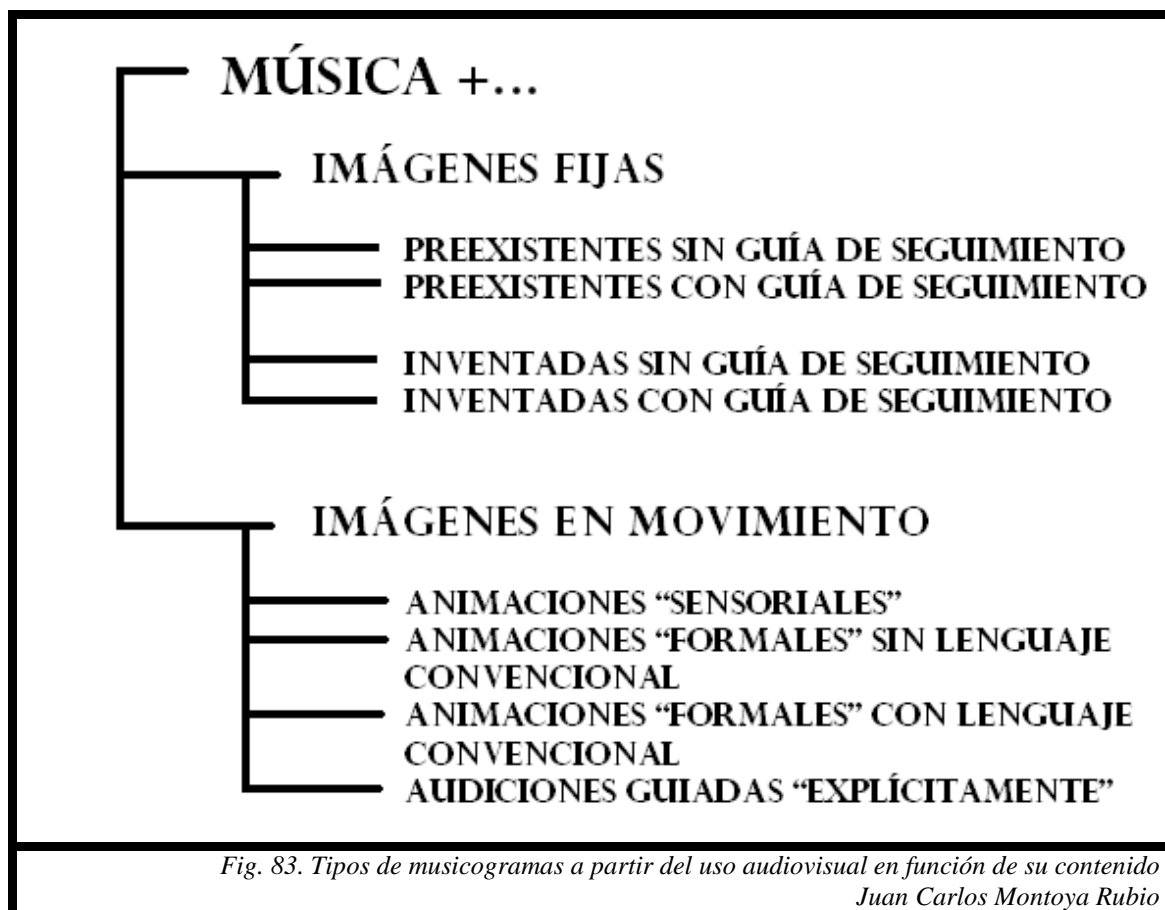 MÚSICA +...
IMÁGENES FIJAS
PREEXISTENTES SIN GUÍA DE SEGUIMIENTO
PREEXISTENTES CON GUÍA DE SEGUIMIENTO
INVENTADAS SIN GUÍA DE SEGUIMIENTO
INVENTADAS CON GUÍA DE SEGUIMIENTO
IMÁGENES EN MOVIMIENTO
ANIMACIONES “SENSORIALES”
ANIMACIONES “FORMALES” SIN LENGUAJE
CONVENCIONAL
ANIMACIONES “FORMALES” CON LENGUAJE
CONVENCIONAL
AUDICIONES GUIADAS “EXPLÍCITAMENTE”
Fig. 83. Tipos de musicogramas a partir del uso audiovisual en función de su contenido
Juan Carlos Montoya Rubio